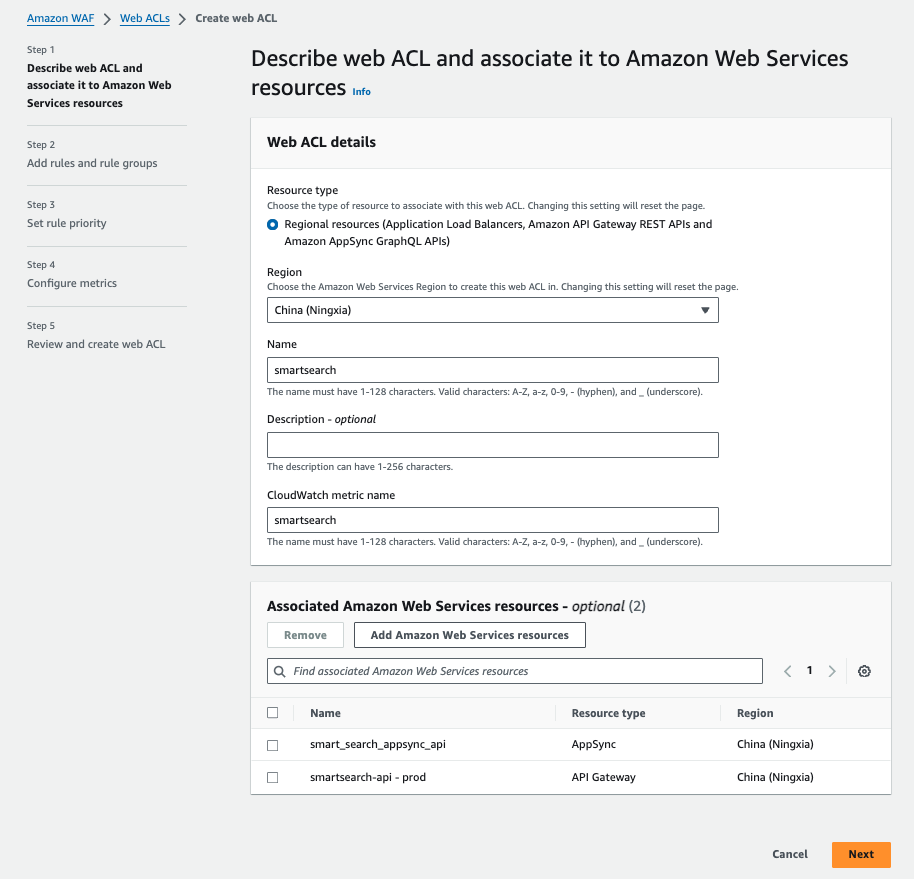 Amazon WAF > Web ACLs > Create web ACL
Step 1
Describe web ACL and
associate it to Amazon Web
Services resources
Step 2
Add rules and rule groups
Step 3
Set rule priority
Step 4
Configure metrics
Step 5
Review and create web ACL
Describe web ACL and associate it to Amazon Web Services
resources Info
Web ACL details
Resource type
Choose the type of resource to associate with this web ACL. Changing this setting will reset the page.
Regional resources (Application Load Balancers, Amazon API Gateway REST APIs and
Amazon AppSync GraphQL APIs)
Region
Choose the Amazon Web Services Region to create this web ACL in. Changing this setting will reset the page.
China (Ningxia)
Name
smartsearch
The name must have 1-128 characters. Valid characters: A-Z, a-z, 0-9, - (hyphen), and _ (underscore).
Description - optional
The description can have 1-256 characters.
CloudWatch metric name
smartsearch
The name must have 1-128 characters. Valid characters: A-Z, a-z, 0-9, - (hyphen), and _ (underscore).
Associated Amazon Web Services resources - optional (2)
Remove Add Amazon Web Services resources
Find associated Amazon Web Services resources < 1 >
Name Resource type Region
smart_search_appsync_api AppSync China (Ningxia)
smartsearch-api - prod API Gateway China (Ningxia)
Cancel Next